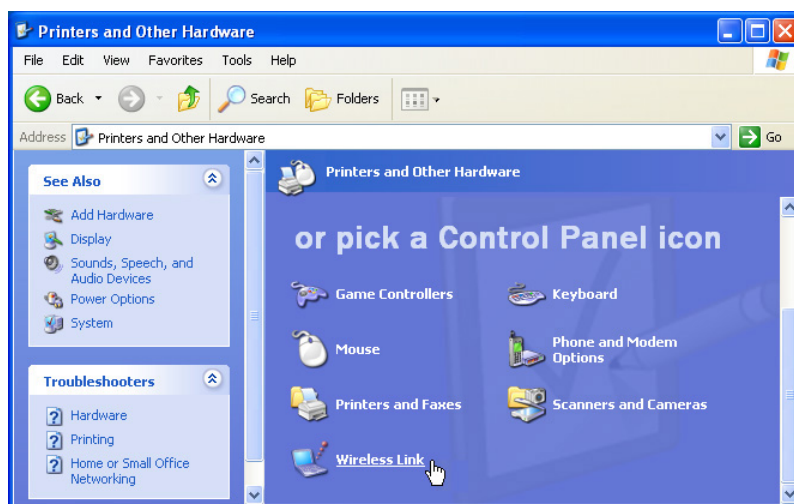 Printers and Other Hardware
File Edit View Favorites Tools Help
Back Search Folders
Address Printers and Other Hardware Go
See Also
Add Hardware
Display
Sounds, Speech, and
Audio Devices
Power Options
System
Troubleshooters
Hardware
Printing
Home or Small Office
Networking
Printers and Other Hardware
or pick a Control Panel icon
Game Controllers
Keyboard
Mouse
Phone and Modem
Options
Printers and Faxes
Scanners and Cameras
Wireless Link